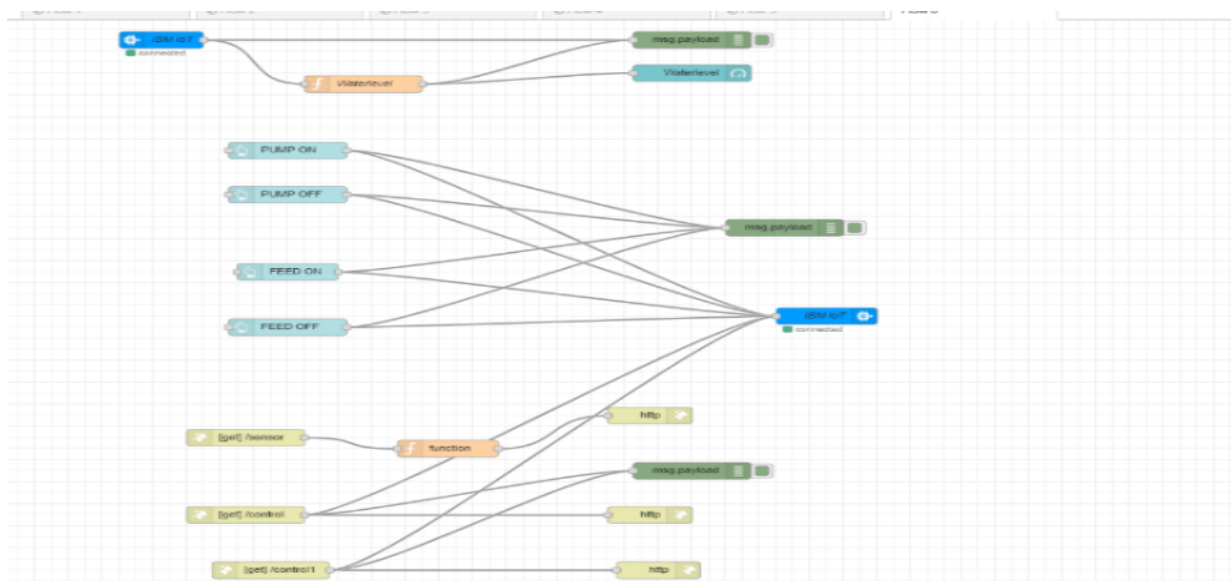 IBM IoT
msg.payload
connected
Waterlevel
Waterlevel
PUMP ON
PUMP OFF
msg.payload
FEED ON
IBM IoT
FEED OFF
connected
http
[get] /sensor
function
msg.payload
[get] /control
http
[get] /control1
http